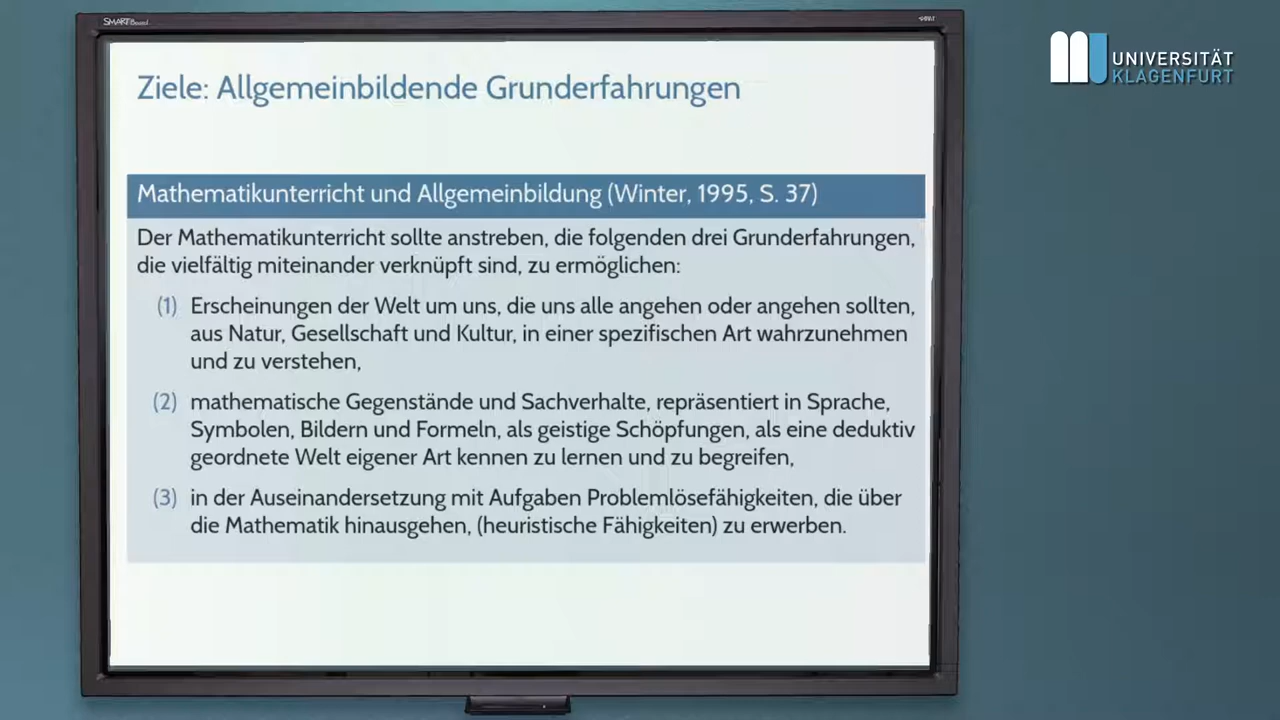 SMART Board
UNIVERSITÄT
KLAGENFURT
Ziele: Allgemeinbildende Grunderfahrungen
Mathematikunterricht und Allgemeinbildung (Winter, 1995, S. 37)
Der Mathematikunterricht sollte anstreben, die folgenden drei Grunderfahrungen,
die vielfältig miteinander verknüpft sind, zu ermöglichen:
(1) Erscheinungen der Welt um uns, die uns alle angehen oder angehen sollten,
aus Natur, Gesellschaft und Kultur, in einer spezifischen Art wahrzunehmen
und zu verstehen,
(2) mathematische Gegenstände und Sachverhalte, repräsentiert in Sprache,
Symbolen, Bildern und Formeln, als geistige Schöpfungen, als eine deduktiv
geordnete Welt eigener Art kennen zu lernen und zu begreifen,
(3) in der Auseinandersetzung mit Aufgaben Problemlösefähigkeiten, die über
die Mathematik hinausgehen, (heuristische Fähigkeiten) zu erwerben.